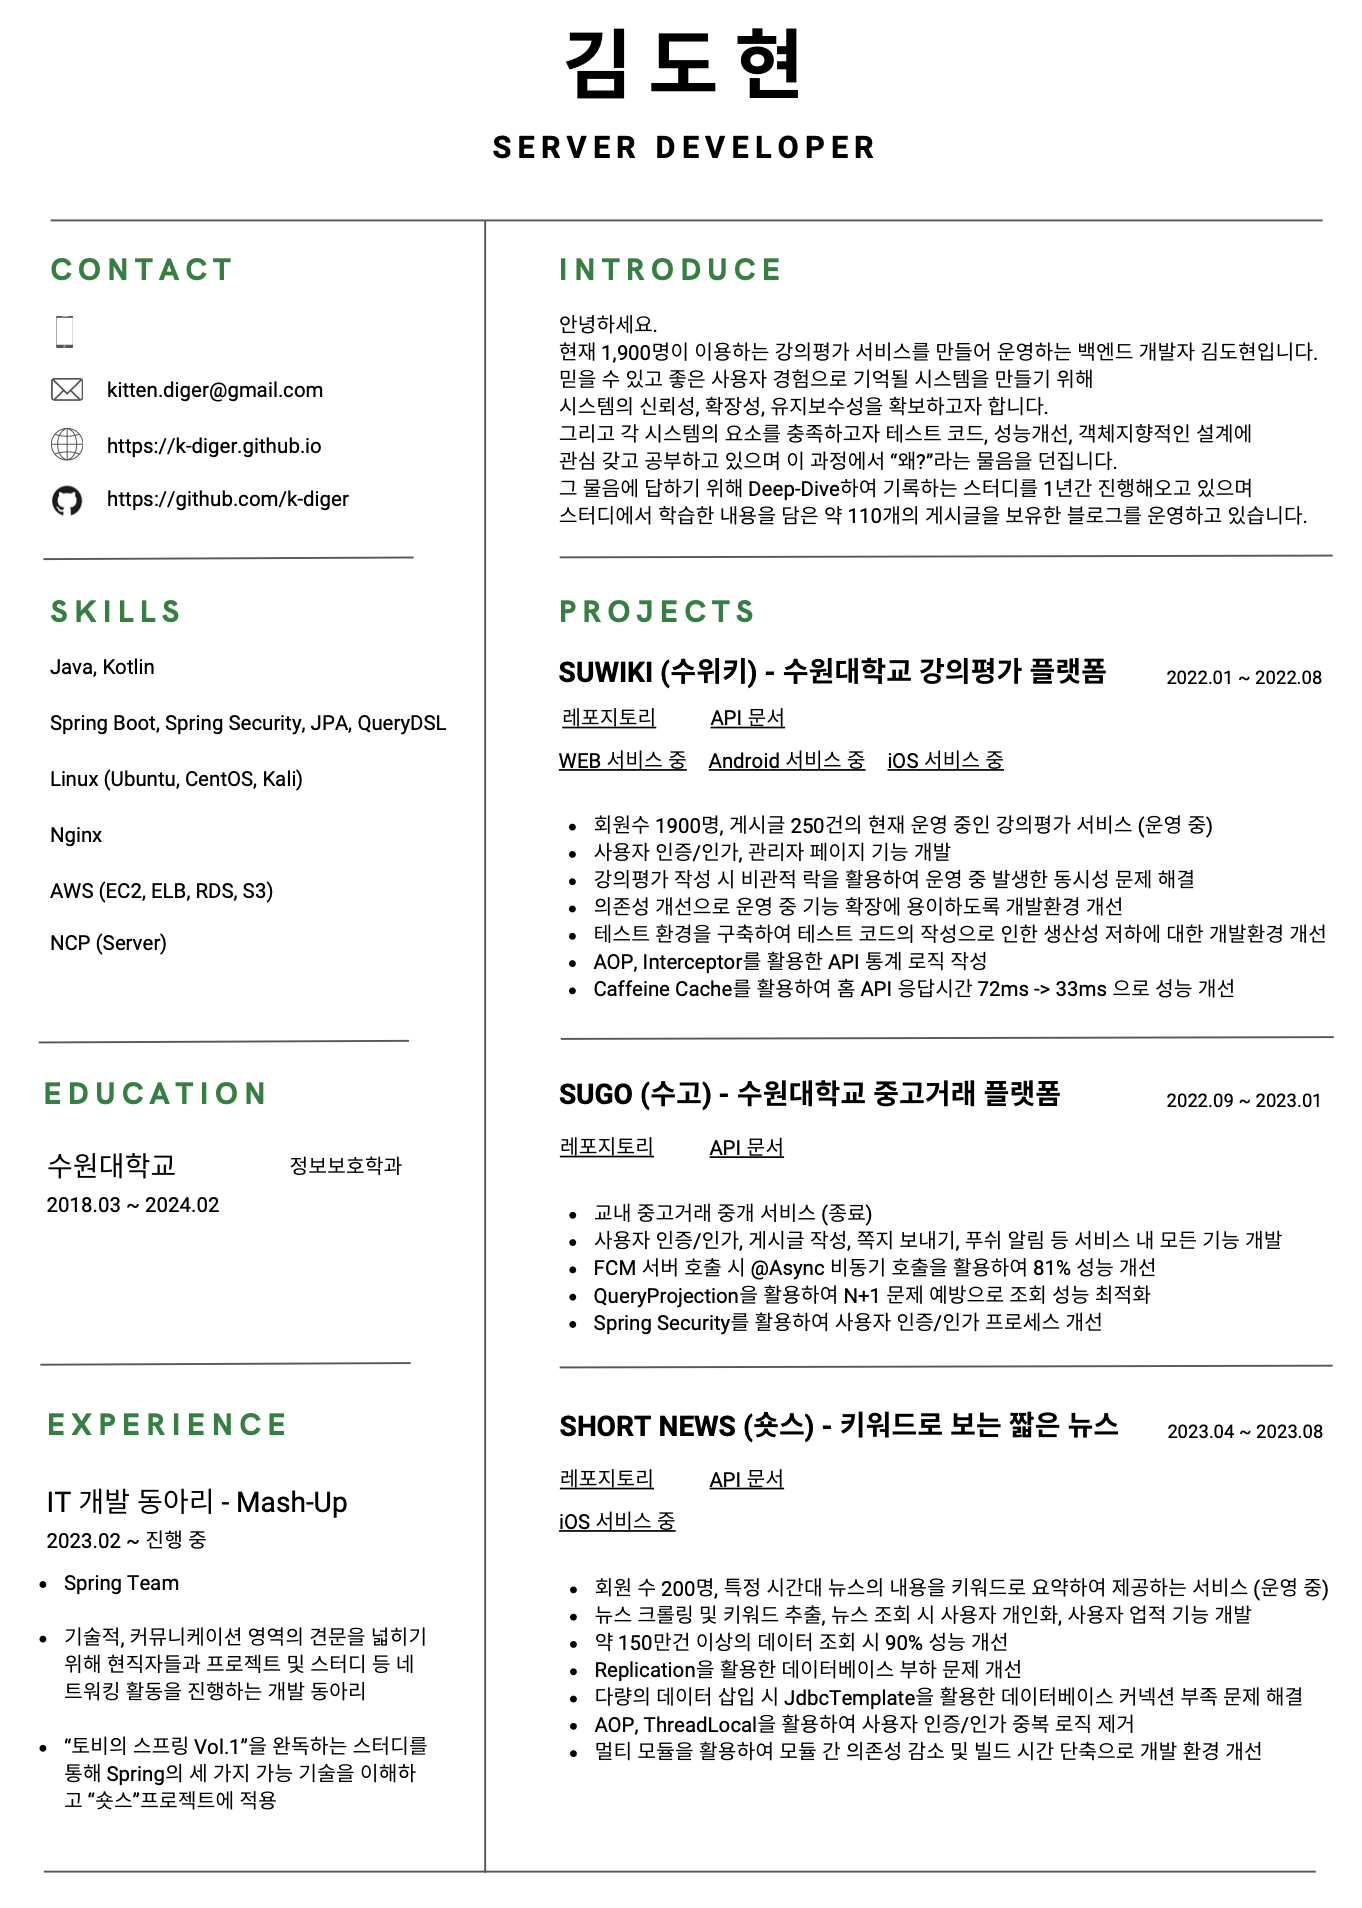 김도현
SERVER DEVELOPER
CONTACT
kitten.diger@gmail.com
https://k-diger.github.io
https://github.com/k-diger
SKILLS
Java, Kotlin
Spring Boot, Spring Security, JPA, QueryDSL
Linux (Ubuntu, CentOS, Kali)
Nginx
AWS (EC2, ELB, RDS, S3)
NCP (Server)
EDUCATION
수원대학교 정보보호학과
2018.03 ~ 2024.02
EXPERIENCE
IT 개발 동아리 - Mash-Up
2023.02 ~ 진행 중
• Spring Team
• 기술적, 커뮤니케이션 영역의 견문을 넓히기
위해 현직자들과 프로젝트 및 스터디 등 네
트워킹 활동을 진행하는 개발 동아리
• “토비의 스프링 Vol.1”을 완독하는 스터디를
통해 Spring의 세 가지 가능 기술을 이해하
고 “숏스”프로젝트에 적용
INTRODUCE
안녕하세요.
현재 1,900명이 이용하는 강의평가 서비스를 만들어 운영하는 백엔드 개발자 김도현입니다.
믿을 수 있고 좋은 사용자 경험으로 기억될 시스템을 만들기 위해
시스템의 신뢰성, 확장성, 유지보수성을 확보하고자 합니다.
그리고 각 시스템의 요소를 충족하고자 테스트 코드, 성능개선, 객체지향적인 설계에
관심 갖고 공부하고 있으며 이 과정에서 “왜?”라는 물음을 던집니다.
그 물음에 답하기 위해 Deep-Dive하여 기록하는 스터디를 1년간 진행해오고 있으며
스터디에서 학습한 내용을 담은 약 110개의 게시글을 보유한 블로그를 운영하고 있습니다.
PROJECTS
SUWIKI (수위키) - 수원대학교 강의평가 플랫폼 2022.01 ~ 2022.08
레포지토리 API 문서
WEB 서비스 중 Android 서비스 중 iOS 서비스 중
• 회원수 1900명, 게시글 250건의 현재 운영 중인 강의평가 서비스 (운영 중)
• 사용자 인증/인가, 관리자 페이지 기능 개발
• 강의평가 작성 시 비관적 락을 활용하여 운영 중 발생한 동시성 문제 해결
• 의존성 개선으로 운영 중 기능 확장에 용이하도록 개발환경 개선
• 테스트 환경을 구축하여 테스트 코드의 작성으로 인한 생산성 저하에 대한 개발환경 개선
• AOP, Interceptor를 활용한 API 통계 로직 작성
• Caffeine Cache를 활용하여 홈 API 응답시간 72ms -> 33ms 으로 성능 개선
SUGO (수고) - 수원대학교 중고거래 플랫폼 2022.09 ~ 2023.01
레포지토리 API 문서
• 교내 중고거래 중개 서비스 (종료)
• 사용자 인증/인가, 게시글 작성, 쪽지 보내기, 푸쉬 알림 등 서비스 내 모든 기능 개발
• FCM 서버 호출 시 @Async 비동기 호출을 활용하여 81% 성능 개선
• QueryProjection을 활용하여 N+1 문제 예방으로 조회 성능 최적화
• Spring Security를 활용하여 사용자 인증/인가 프로세스 개선
SHORT NEWS (숏스) - 키워드로 보는 짧은 뉴스 2023.04 ~ 2023.08
레포지토리 API 문서
iOS 서비스 중
• 회원 수 200명, 특정 시간대 뉴스의 내용을 키워드로 요약하여 제공하는 서비스 (운영 중)
• 뉴스 크롤링 및 키워드 추출, 뉴스 조회 시 사용자 개인화, 사용자 업적 기능 개발
• 약 150만건 이상의 데이터 조회 시 90% 성능 개선
• Replication을 활용한 데이터베이스 부하 문제 개선
• 다량의 데이터 삽입 시 JdbcTemplate을 활용한 데이터베이스 커넥션 부족 문제 해결
• AOP, ThreadLocal을 활용하여 사용자 인증/인가 중복 로직 제거
• 멀티 모듈을 활용하여 모듈 간 의존성 감소 및 빌드 시간 단축으로 개발 환경 개선